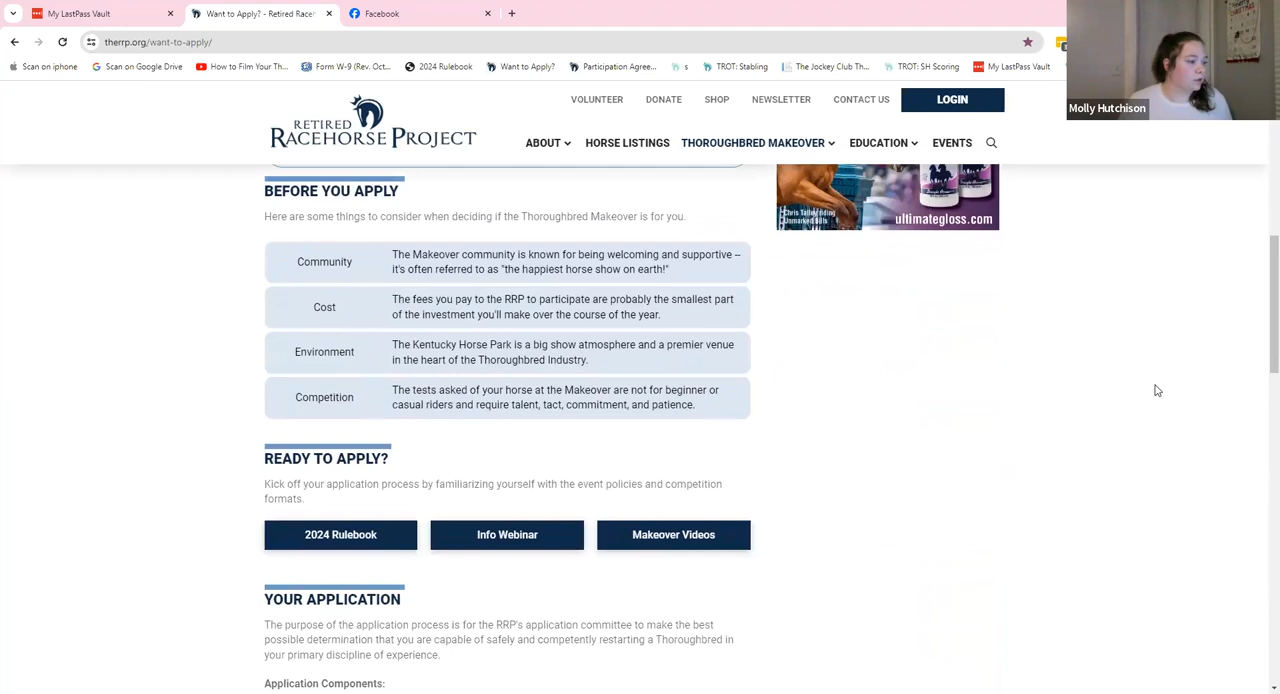 My LastPass Vault
Want to Apply? - Retired Raceh
Facebook
therrp.org/want-to-apply/
Scan on iphone
Scan on Google Drive
How to Film Your Th...
Form W-9 (Rev. Oct...
2024 Rulebook
Want to Apply?
Participation Agree...
s
TROT: Stabling
The Jockey Club Th...
TROT: SH Scoring
My LastPass Vault
Molly Hutchison
VOLUNTEER
DONATE
SHOP
NEWSLETTER
CONTACT US
LOGIN
RETIRED
RACEHORSE PROJECT
ABOUT
HORSE LISTINGS
THOROUGHBRED MAKEOVER
EDUCATION
EVENTS
BEFORE YOU APPLY
Here are some things to consider when deciding if the Thoroughbred Makeover is for you.
Community
The Makeover community is known for being welcoming and supportive --
it's often referred to as "the happiest horse show on earth!"
Cost
The fees you pay to the RRP to participate are probably the smallest part
of the investment you'll make over the course of the year.
Environment
The Kentucky Horse Park is a big show atmosphere and a premier venue
in the heart of the Thoroughbred Industry.
Competition
The tests asked of your horse at the Makeover are not for beginner or
casual riders and require talent, tact, commitment, and patience.
Chris Talley riding
Unmarked Bills
ultimategloss.com
READY TO APPLY?
Kick off your application process by familiarizing yourself with the event policies and competition
formats.
2024 Rulebook
Info Webinar
Makeover Videos
YOUR APPLICATION
The purpose of the application process is for the RRP's application committee to make the best
possible determination that you are capable of safely and competently restarting a Thoroughbred in
your primary discipline of experience.
Application Components: